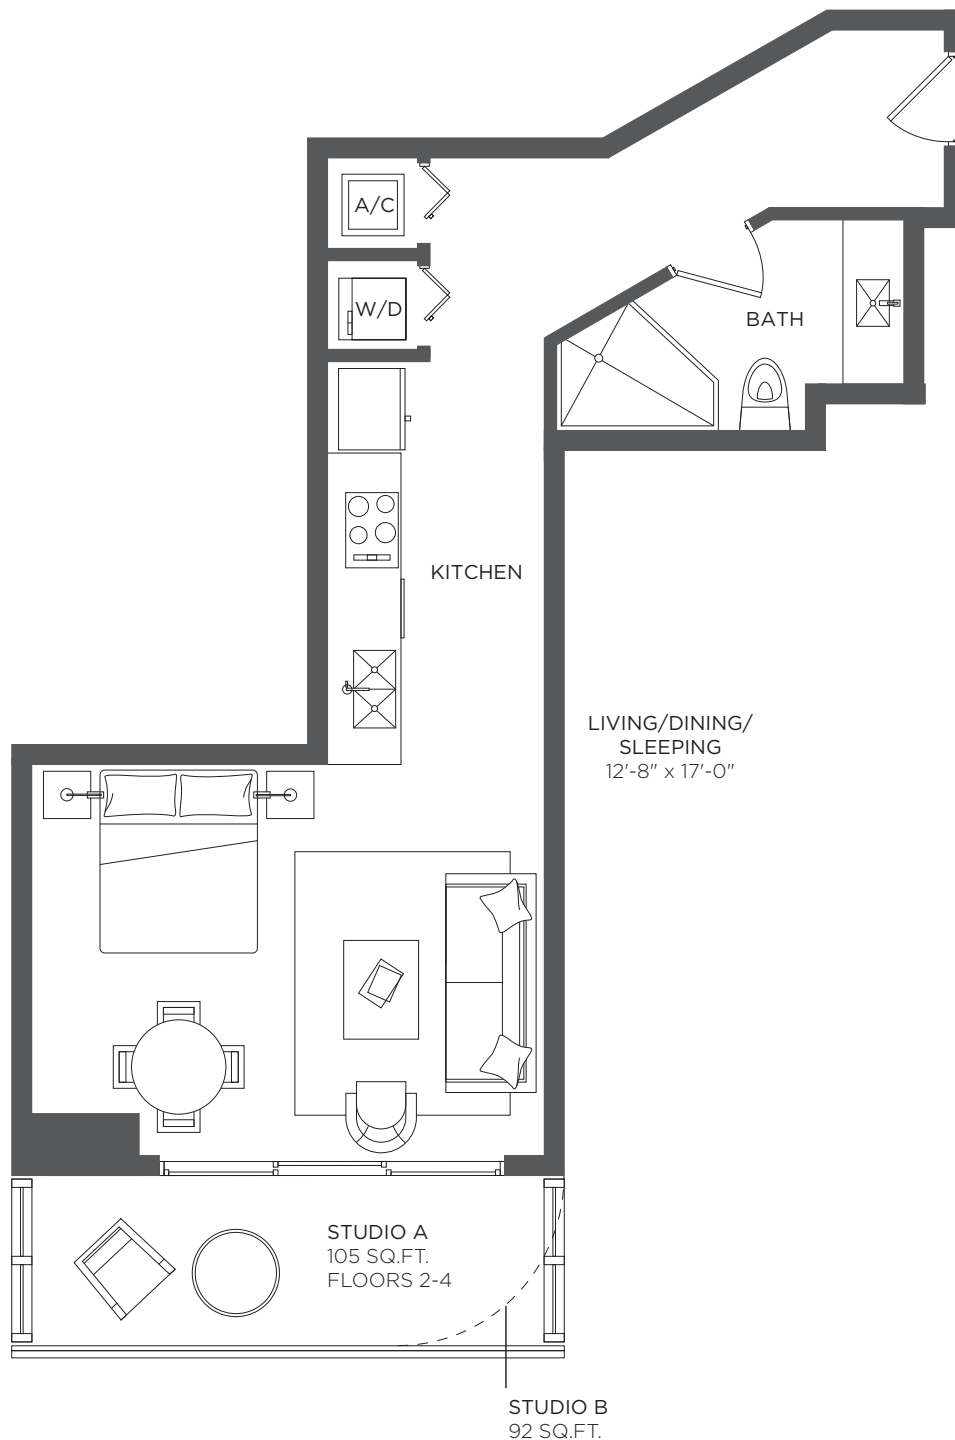 A/C
W/D
BATH
KITCHEN
LIVING/DINING/
SLEEPING
12'-8" x 17'-0"
STUDIO A
105 SQ.FT.
FLOORS 2-4
STUDIO B
92 SQ.FT.